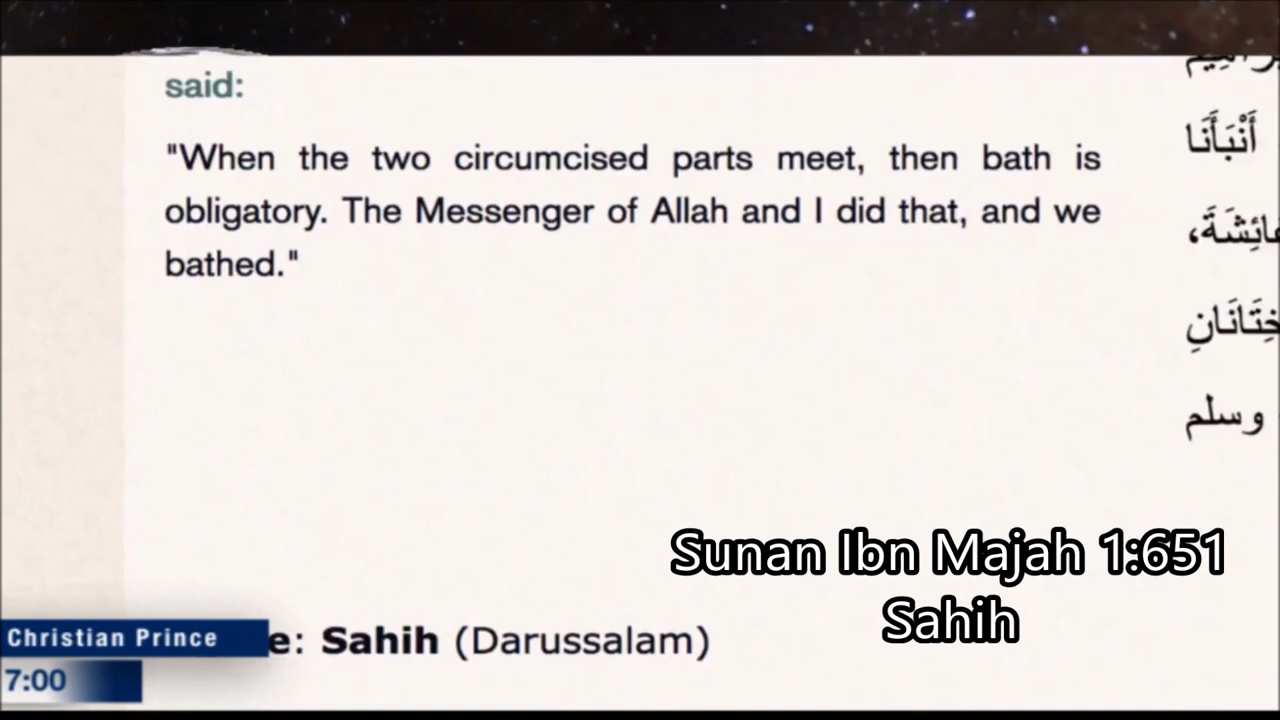 said:
"When the two circumcised parts meet, then bath is
obligatory. The Messenger of Allah and I did that, and we
bathed."
أَنْبَأَنَا
وسلم
Sunan Ibn Majah 1:651
Sahih
e: Sahih (Darussalam)
Christian Prince
7:00